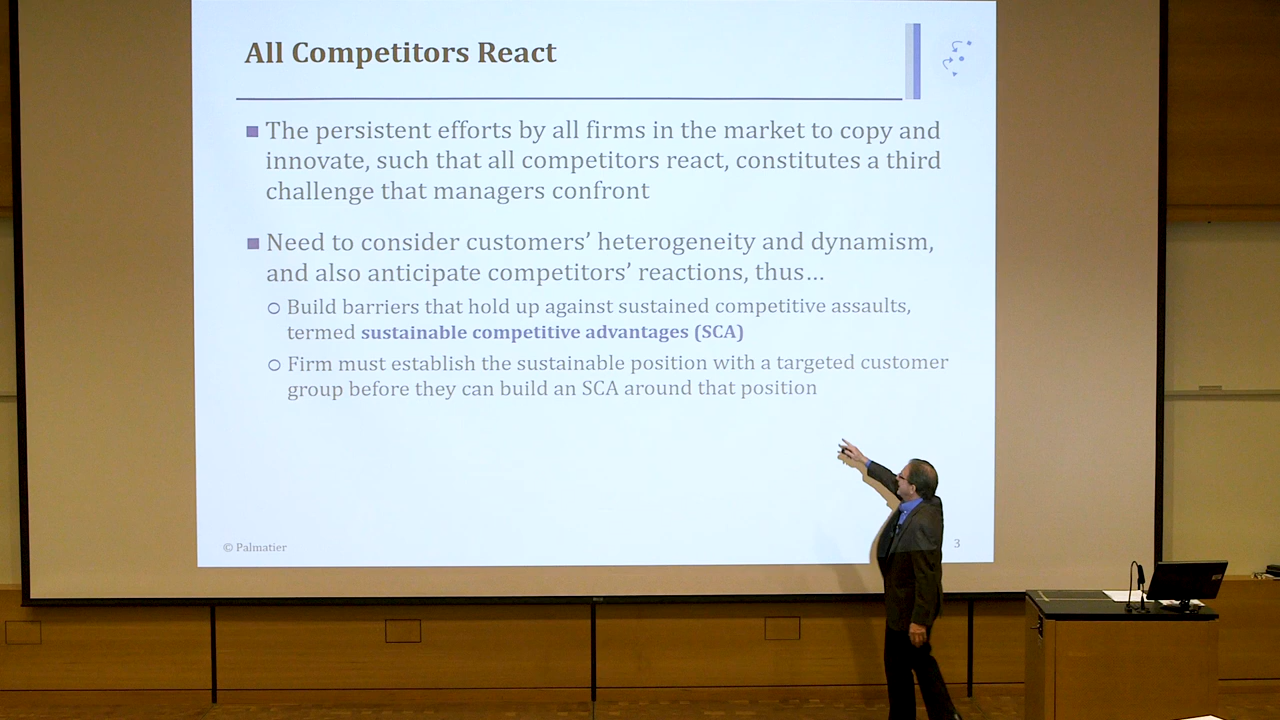 All Competitors React
The persistent efforts by all firms in the market to copy and
innovate, such that all competitors react, constitutes a third
challenge that managers confront
Need to consider customers’ heterogeneity and dynamism,
and also anticipate competitors’ reactions, thus…
Build barriers that hold up against sustained competitive assaults,
termed sustainable competitive advantages (SCA)
Firm must establish the sustainable position with a targeted customer
group before they can build an SCA around that position
© Palmatier
3